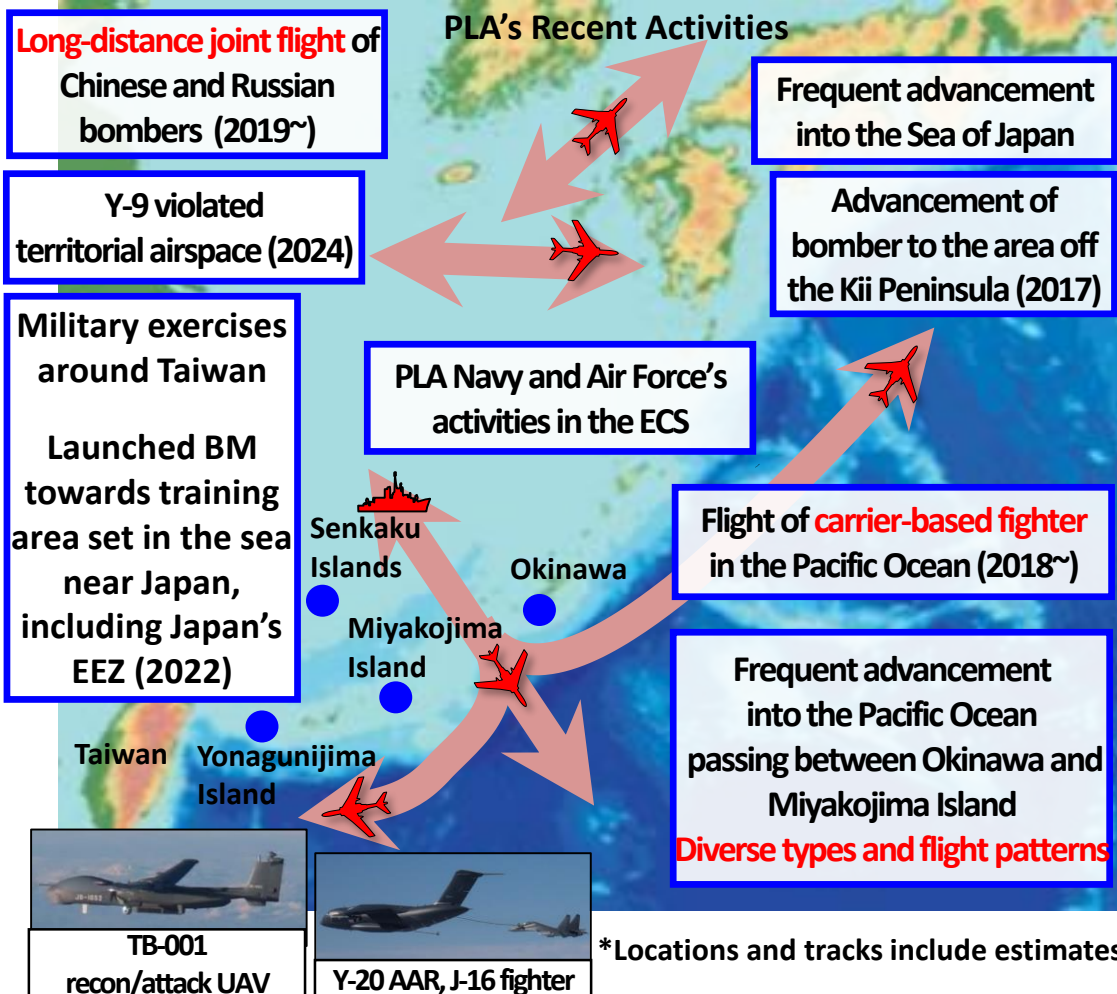 PLA's Recent Activities
Long-distance joint flight of
Chinese and Russian
bombers (2019~)
Frequent advancement
into the Sea of Japan
Y-9 violated
territorial airspace (2024)
Advancement of
bomber to the area off
the Kii Peninsula (2017)
Military exercises
around Taiwan
Launched BM
towards training
area set in the sea
near Japan,
including Japan's
EEZ (2022)
PLA Navy and Air Force's
activities in the ECS
Senkaku
Islands
Okinawa
Miyakojima
Island
Flight of carrier-based fighter
in the Pacific Ocean (2018~)
Frequent advancement
into the Pacific Ocean
passing between Okinawa and
Miyakojima Island
Diverse types and flight patterns
Taiwan
Yonagunijima
Island
TB-001
recon/attack UAV
Y-20 AAR, J-16 fighter
*Locations and tracks include estimates